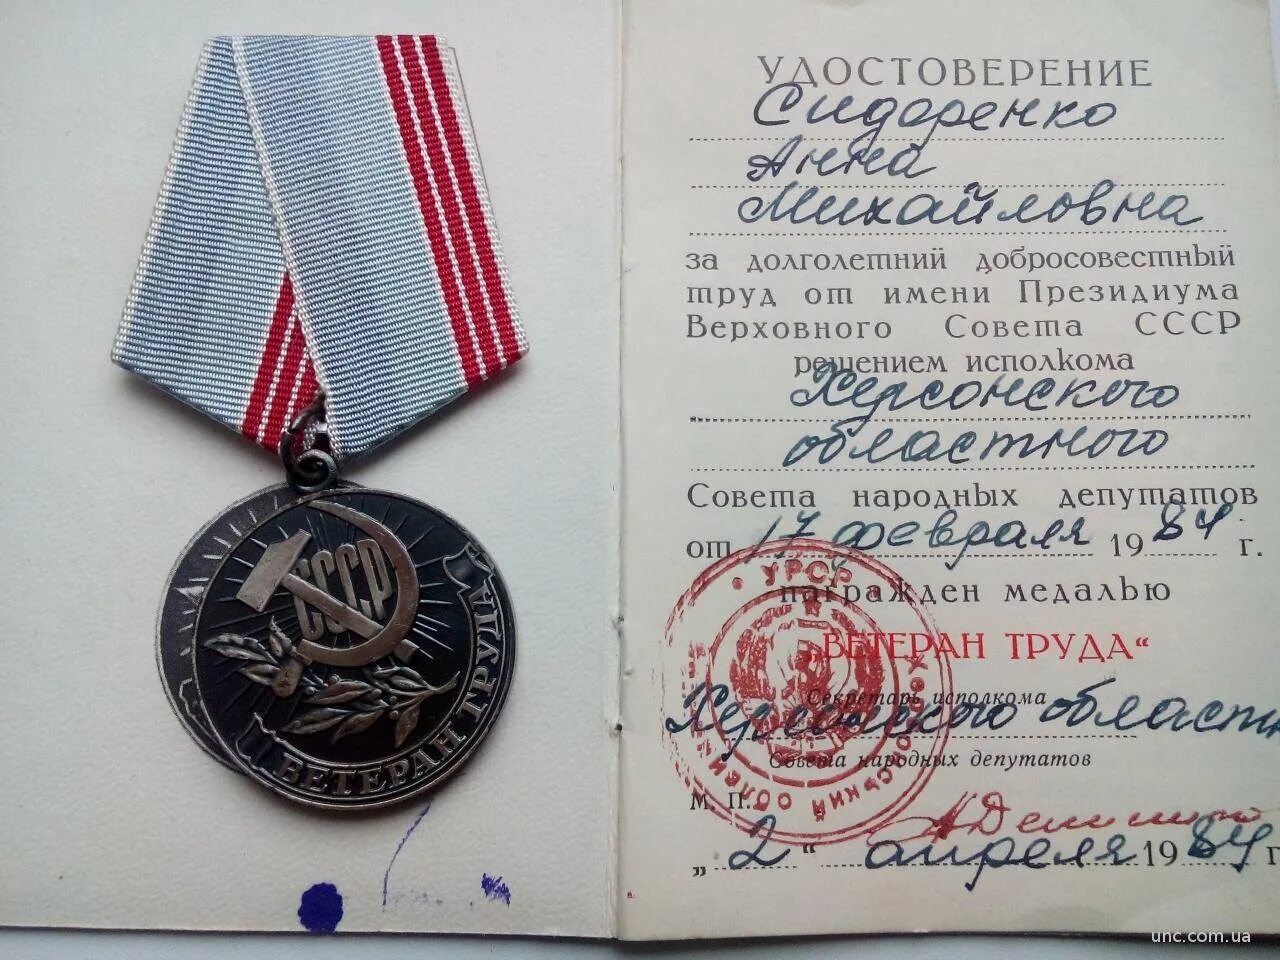 СССР
ВЕТЕРАН ТРУДА
УДОСТОВЕРЕНИЕ
Сидоренко
Анна
Михайловна
за долголетний добросовестный
труд от имени Президиума
Верховного Совета СССР
решением исполкома
Херсонского
областного
Совета народных депутатов
от 17 февраля 1984 г.
награжден медалью
„ВЕТЕРАН ТРУДА“
Секретарь исполкома
Херсонского област
Совета народных депутатов
М. П.
„2“ апреля 1984 г
УРСР
unc.com.ua